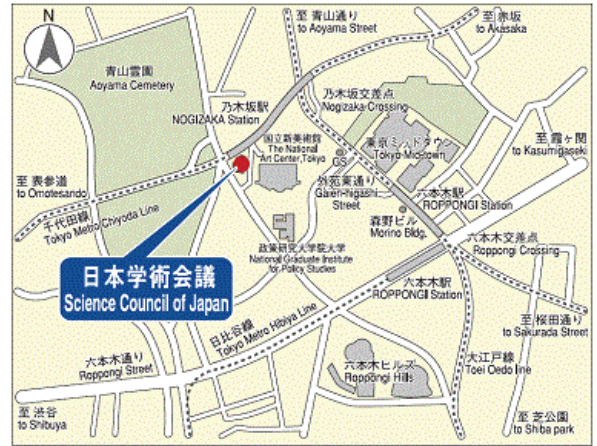 N
至 青山通り
to Aoyama Street
至 赤坂
to Akasaka
青山霊園
Aoyama Cemetery
乃木坂駅
NOGIZAKA Station
乃木坂交差点
Nogizaka Crossing
国立新美術館
The National
Art Center,Tokyo
東京ミッドタウン
Tokyo Mid-town
至 霞ヶ関
to Kasumigaseki
GS
至 表参道
to Omotesando
外苑東通り
Gaien-higashi
Street
六本木駅
ROPPONGI Station
千代田線
Tokyo Metro Chiyoda Line
森野ビル
Morino Bldg.
六本木交差点
Roppongi Crossing
政策研究大学院大学
National Graduate Institute
for Policy Studies
日本学術会議
Science Council of Japan
六本木駅
ROPPONGI Station
日比谷線
Tokyo Metro Hibiya Line
至 桜田通り
to Sakurada Street
六本木通り
Roppongi Street
六本木ヒルズ
Roppongi Hills
大江戸線
Toei Oedo line
至 渋谷
to Shibuya
至 芝公園
to Shiba park